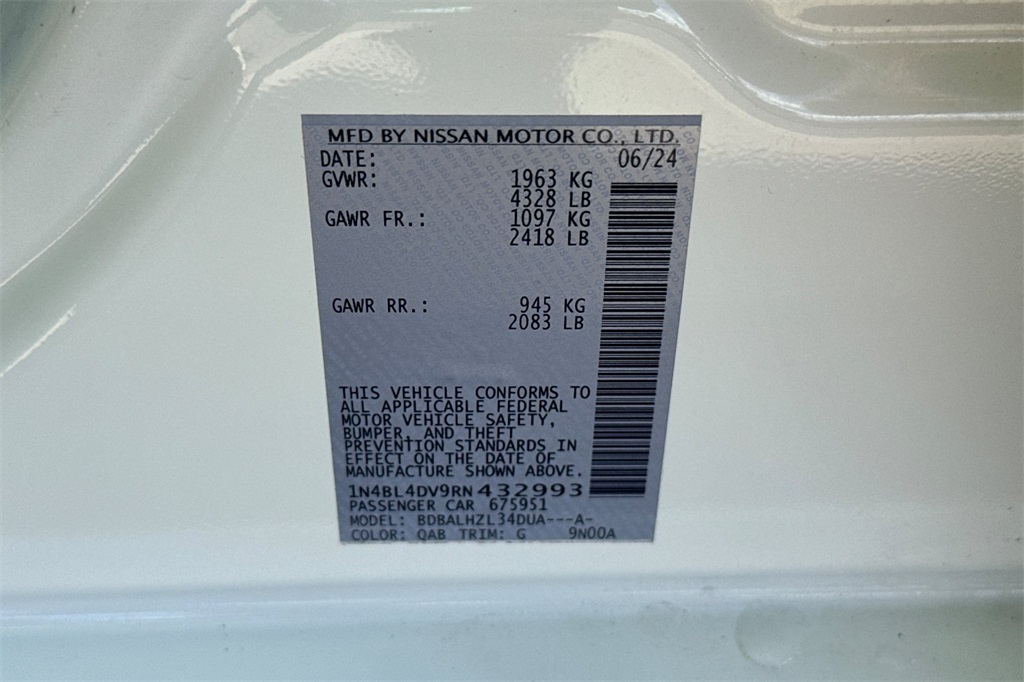 MFD BY NISSAN MOTOR CO., LTD.
DATE: 06/24
GVWR: 1963 KG
4328 LB
GAWR FR.: 1097 KG
2418 LB
GAWR RR.: 945 KG
2083 LB
THIS VEHICLE CONFORMS TO
ALL APPLICABLE FEDERAL
MOTOR VEHICLE SAFETY,
BUMPER, AND THEFT
PREVENTION STANDARDS IN
EFFECT ON THE DATE OF
MANUFACTURE SHOWN ABOVE.
1N4BL4DV9RN432993
PASSENGER CAR 675951
MODEL: BDBALHZL34DUA---A-
COLOR: QAB TRIM: G 9N00A